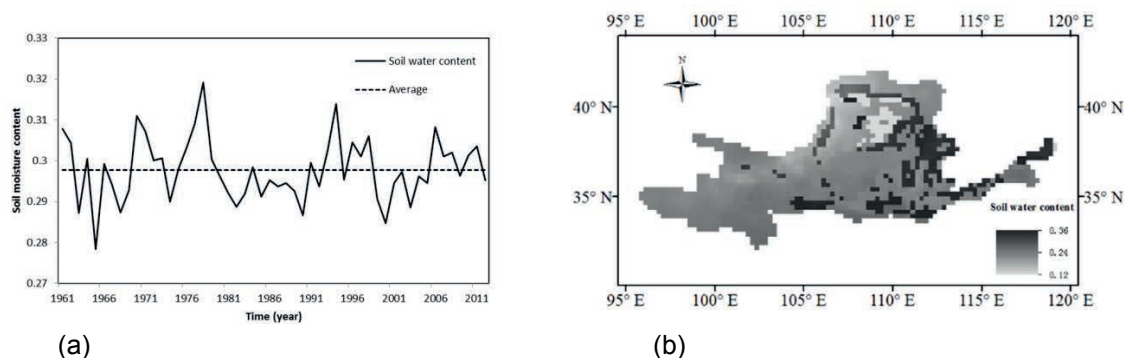 0.33
0.32
0.31
0.3
0.29
0.28
0.27
Soil moisture content
Soil water content
Average
1961 1966 1971 1976 1981 1986 1991 1996 2001 2006 2011
Time (year)
(a)
95° E 100° E 105° E 110° E 115° E 120° E
N
40° N 40° N
35° N 35° N
Soil water content
0.36
0.24
0.12
95° E 100° E 105° E 110° E 115° E 120° E
(b)